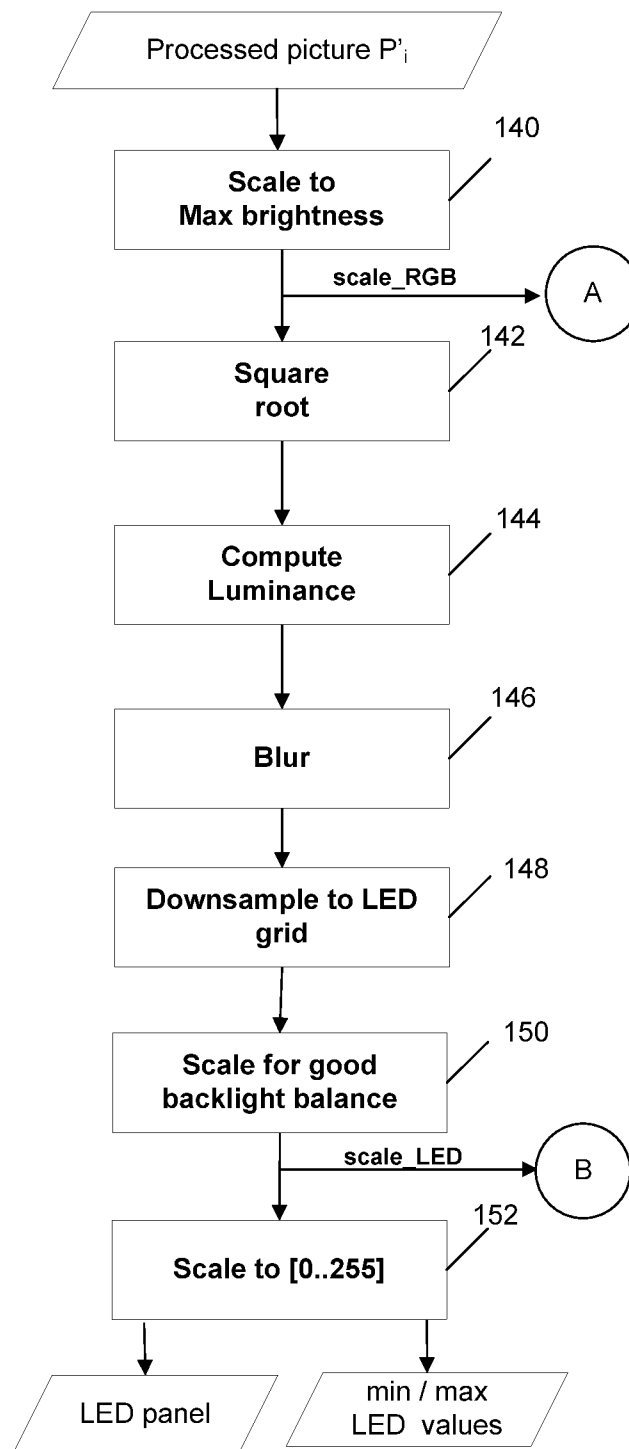 Processed picture P'i
140
Scale to
Max brightness
scale_RGB
A
142
Square
root
144
Compute
Luminance
146
Blur
148
Downsample to LED
grid
150
Scale for good
backlight balance
scale_LED
B
152
Scale to [0..255]
LED panel
min / max
LED values